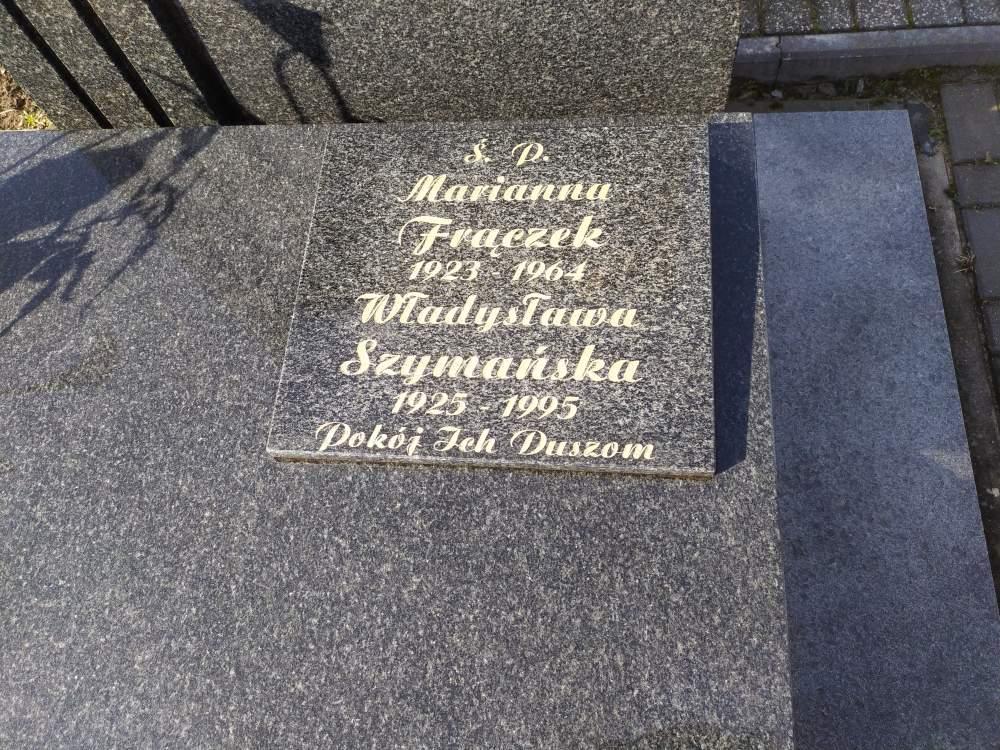 Ś. P.
Marianna
Frączek
1923 - 1964
Władysława
Szymańska
1925 - 1995
Pokój Ich Duszom